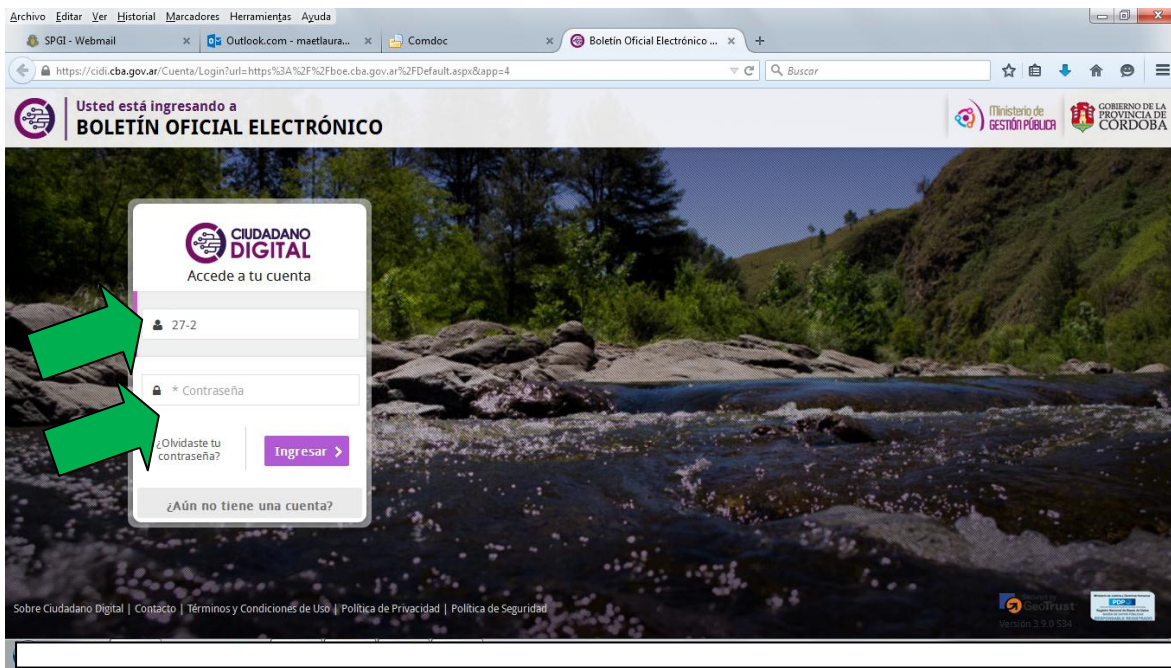 Archivo Editar Ver Historial Marcadores Herramientas Ayuda
SPGI - Webmail × Outlook.com - maetlaura... × Comdoc × Boletín Oficial Electrónico ... × +
https://cidi.cba.gov.ar/Cuenta/Login?url=https%3A%2F%2Fboe.cba.gov.ar%2FDefault.aspx&app=4
Buscar
Usted está ingresando a
BOLETÍN OFICIAL ELECTRÓNICO
Ministerio de
GESTIÓN PÚBLICA
GOBIERNO DE LA
PROVINCIA DE
CÓRDOBA
CIUDADANO
DIGITAL
Accede a tu cuenta
27-2
* Contraseña
¿Olvidaste tu
contraseña?
Ingresar
¿Aún no tiene una cuenta?
Sobre Ciudadano Digital | Contacto | Términos y Condiciones de Uso | Política de Privacidad | Política de Seguridad
GeoTrust
Versión 3.9.0 534
PDP